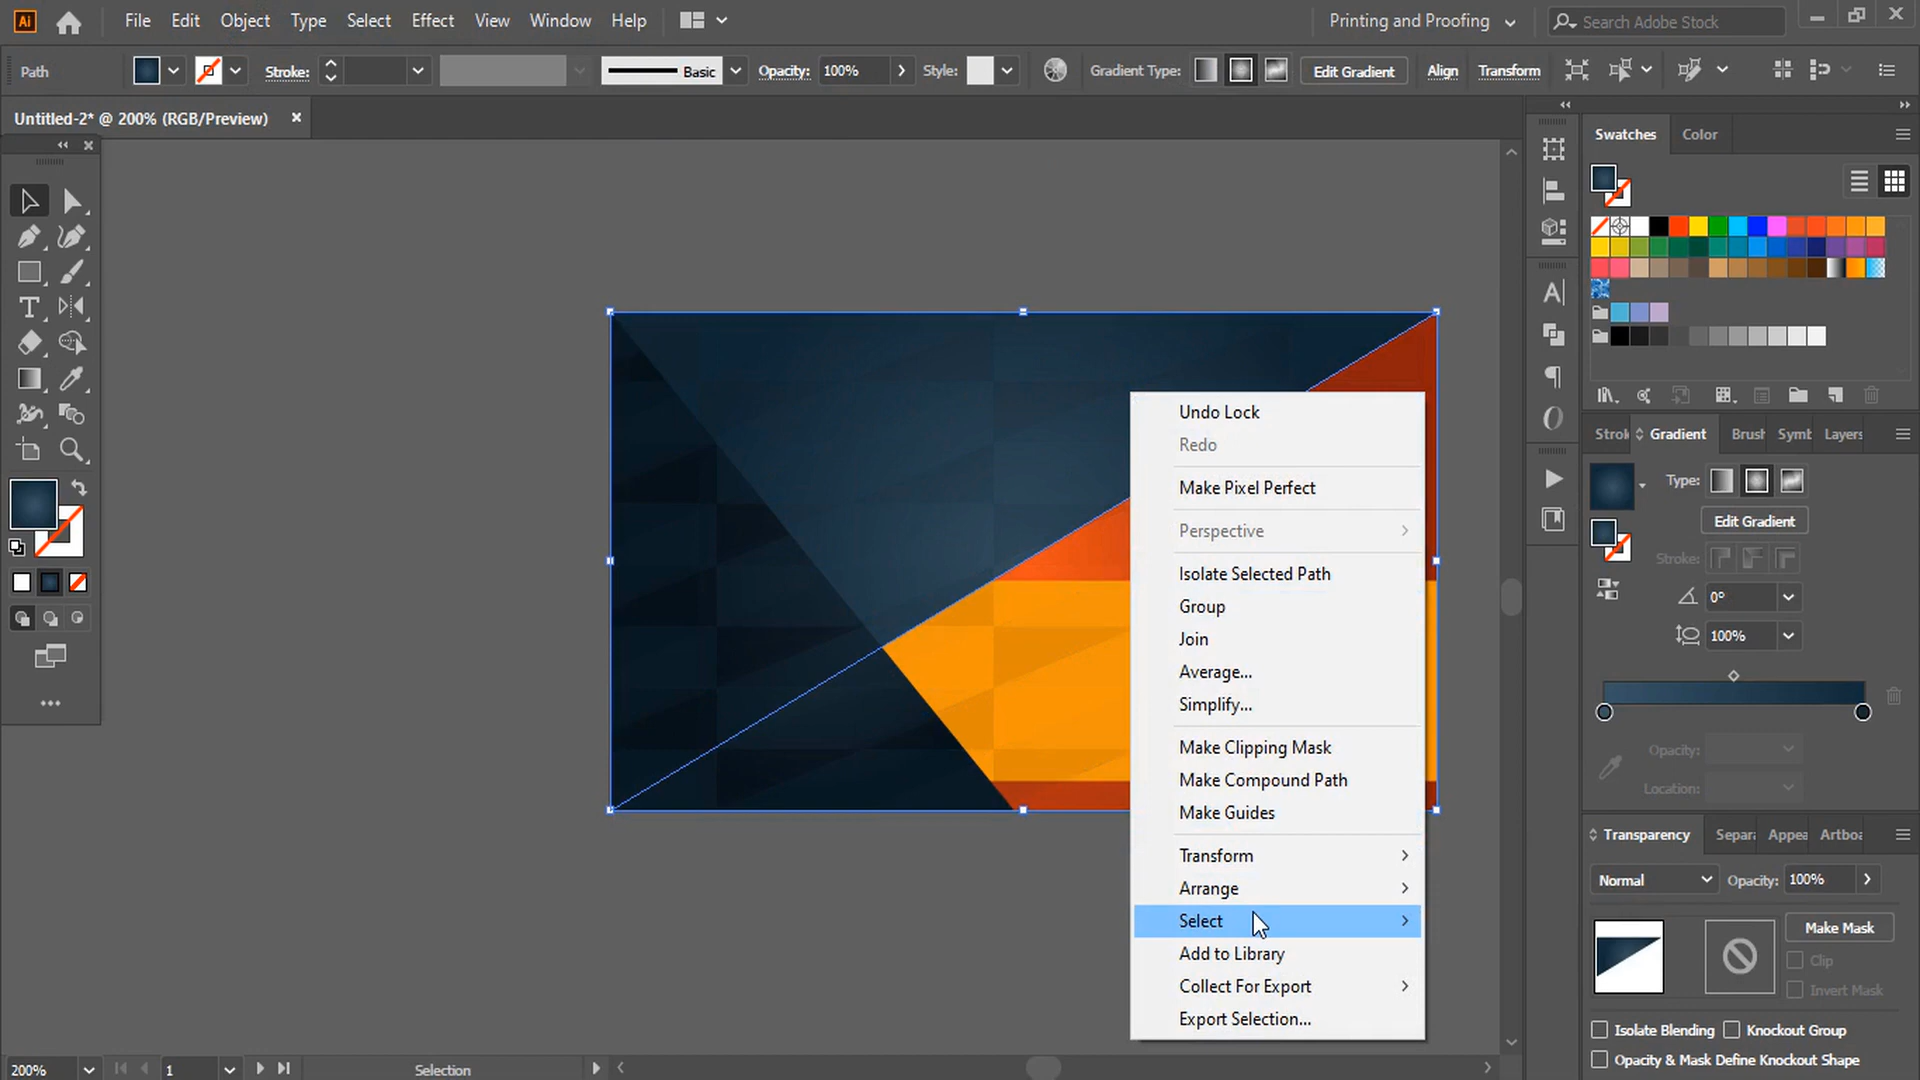 Ai File Edit Object Type Select Effect View Window Help Printing and Proofing Search Adobe Stock
Path Stroke: Basic Opacity: 100% Style: Gradient Type: Edit Gradient Align Transform
Untitled-2* @ 200% (RGB/Preview)
Swatches Color
Undo Lock
Redo
Make Pixel Perfect
Perspective
Isolate Selected Path
Group
Join
Average...
Simplify...
Make Clipping Mask
Make Compound Path
Make Guides
Transform
Arrange
Select
Add to Library
Collect For Export
Export Selection...
Strok Gradient Brush Symb Layers
Type:
Edit Gradient
Stroke:
0°
100%
Opacity:
Location:
Transparency Separa Appea Artboa
Normal Opacity: 100%
Make Mask
Clip
Invert Mask
Isolate Blending Knockout Group
Opacity & Mask Define Knockout Shape
200% 1 Selection